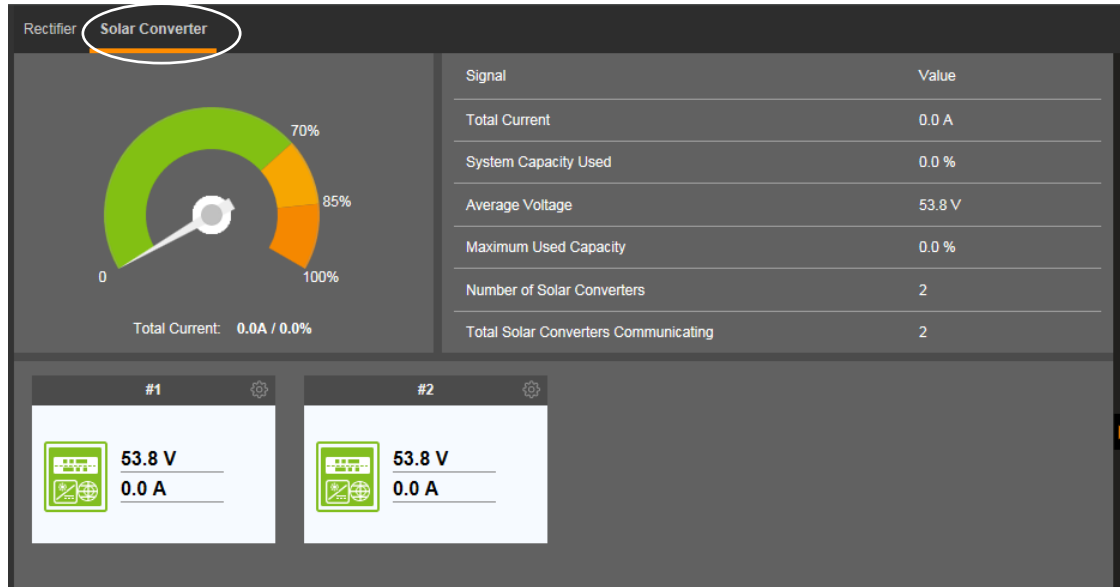 Rectifier Solar Converter
70%
85%
0
100%
Total Current: 0.0A / 0.0%
Signal Value
Total Current 0.0 A
System Capacity Used 0.0 %
Average Voltage 53.8 V
Maximum Used Capacity 0.0 %
Number of Solar Converters 2
Total Solar Converters Communicating 2
#1
53.8 V
0.0 A
#2
53.8 V
0.0 A